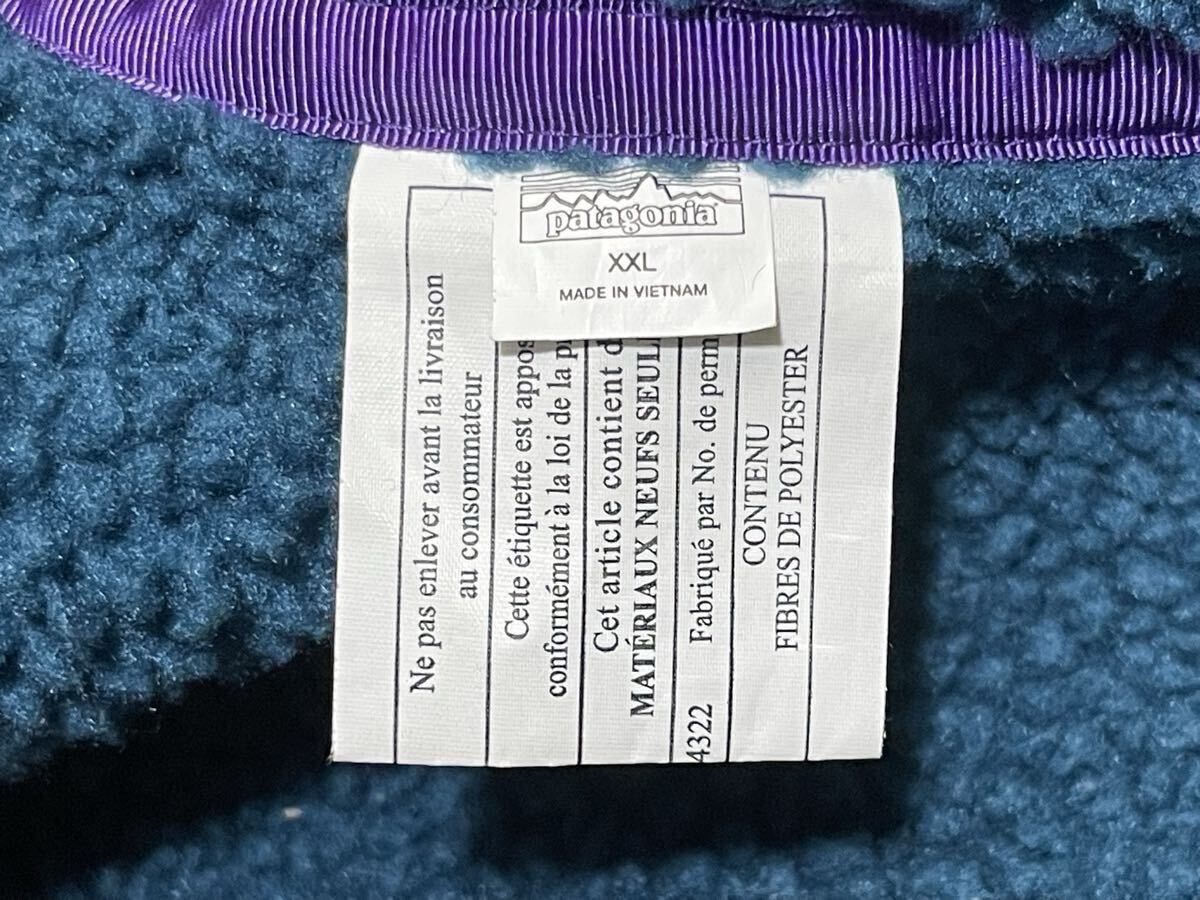 patagonia
XXL
MADE IN VIETNAM
Ne pas enlever avant la livraison
au consommateur
Cette étiquette est appos
conformément à la loi de la p
Cet article contient d
MATÉRIAUX NEUFS SEUL
4322 Fabriqué par No. de perm
CONTENU
FIBRES DE POLYESTER